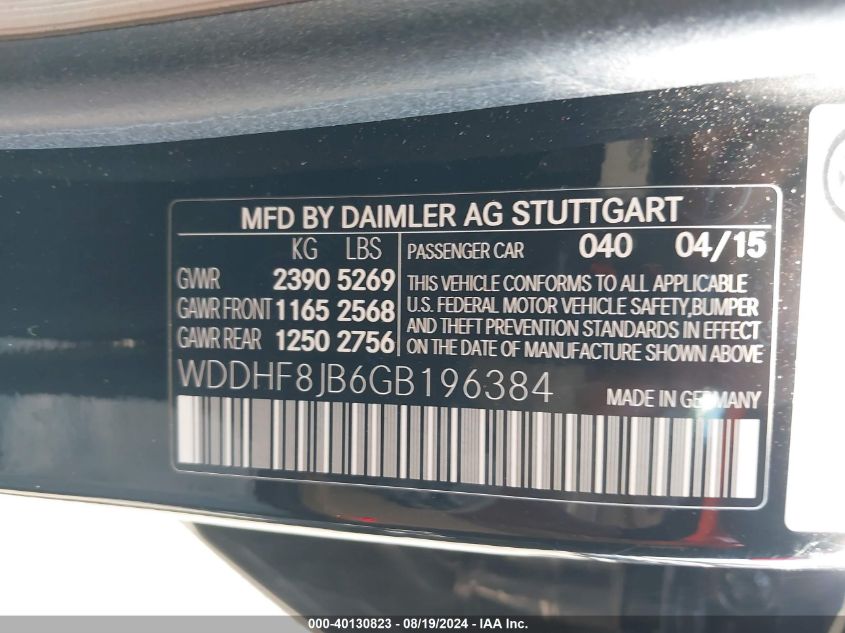 MFD BY DAIMLER AG STUTTGART
KG LBS
GVWR 2390 5269
GAWR FRONT 1165 2568
GAWR REAR 1250 2756
PASSENGER CAR 040 04/15
THIS VEHICLE CONFORMS TO ALL APPLICABLE
U.S. FEDERAL MOTOR VEHICLE SAFETY,BUMPER
AND THEFT PREVENTION STANDARDS IN EFFECT
ON THE DATE OF MANUFACTURE SHOWN ABOVE
WDDHF8JB6GB196384
MADE IN GERMANY
000-40130823 - 08/19/2024 - IAAI.COM